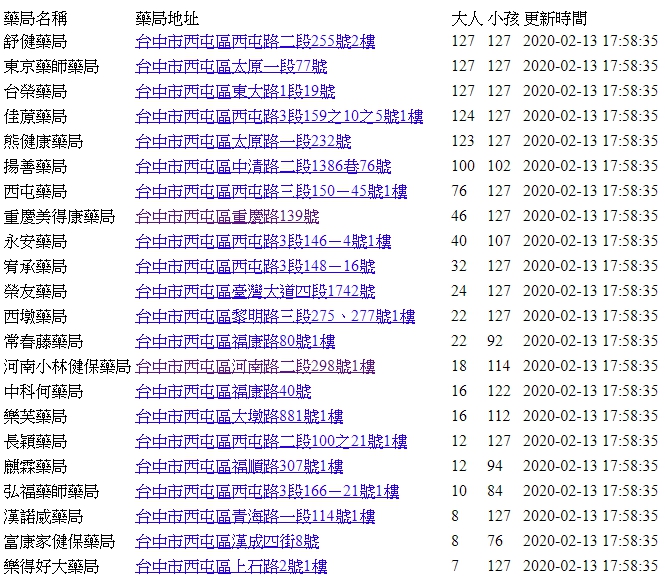 藥局名稱 藥局地址 大人 小孩 更新時間
舒健藥局 台中市西屯區西屯路二段255號2樓 127 127 2020-02-13 17:58:35
東京藥師藥局 台中市西屯區太原一段77號 127 127 2020-02-13 17:58:35
台榮藥局 台中市西屯區東大路1段19號 127 127 2020-02-13 17:58:35
佳蓂藥局 台中市西屯區西屯路3段159之10之5號1樓 124 127 2020-02-13 17:58:35
熊健康藥局 台中市西屯區太原路一段232號 123 127 2020-02-13 17:58:35
揚善藥局 台中市西屯區中清路二段1386巷76號 100 102 2020-02-13 17:58:35
西屯藥局 台中市西屯區西屯路三段150－45號1樓 76 127 2020-02-13 17:58:35
重慶美得康藥局 台中市西屯區重慶路139號 46 127 2020-02-13 17:58:35
永安藥局 台中市西屯區西屯路3段146－4號1樓 40 107 2020-02-13 17:58:35
宥承藥局 台中市西屯區西屯路3段148－16號 32 127 2020-02-13 17:58:35
榮友藥局 台中市西屯區臺灣大道四段1742號 24 127 2020-02-13 17:58:35
西墩藥局 台中市西屯區黎明路三段275、277號1樓 22 127 2020-02-13 17:58:35
常春藤藥局 台中市西屯區福康路80號1樓 22 92 2020-02-13 17:58:35
河南小林健保藥局 台中市西屯區河南路二段298號1樓 18 114 2020-02-13 17:58:35
中科何藥局 台中市西屯區福康路40號 16 122 2020-02-13 17:58:35
樂芙藥局 台中市西屯區大墩路881號1樓 16 112 2020-02-13 17:58:35
長穎藥局 台中市西屯區西屯路二段100之21號1樓 12 127 2020-02-13 17:58:35
麒霖藥局 台中市西屯區福順路307號1樓 12 94 2020-02-13 17:58:35
弘福藥師藥局 台中市西屯區西屯路3段166－21號1樓 10 84 2020-02-13 17:58:35
漢諾威藥局 台中市西屯區青海路一段114號1樓 8 127 2020-02-13 17:58:35
富康家健保藥局 台中市西屯區漢成四街8號 8 76 2020-02-13 17:58:35
樂得好大藥局 台中市西屯區上石路2號1樓 7 127 2020-02-13 17:58:35